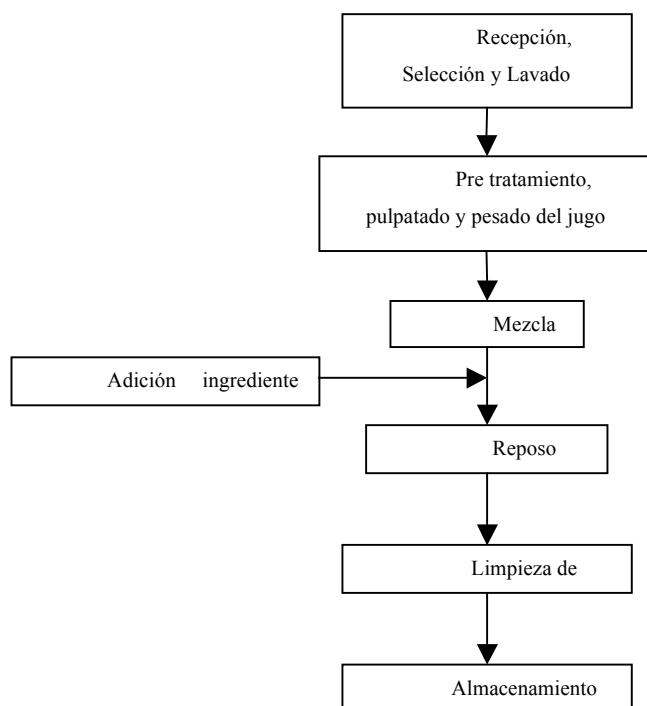 Recepción,
Selección y Lavado
Pre tratamiento,
pulpatado y pesado del jugo
Mezcla
Adición ingrediente
Reposo
Limpieza de
Almacenamiento